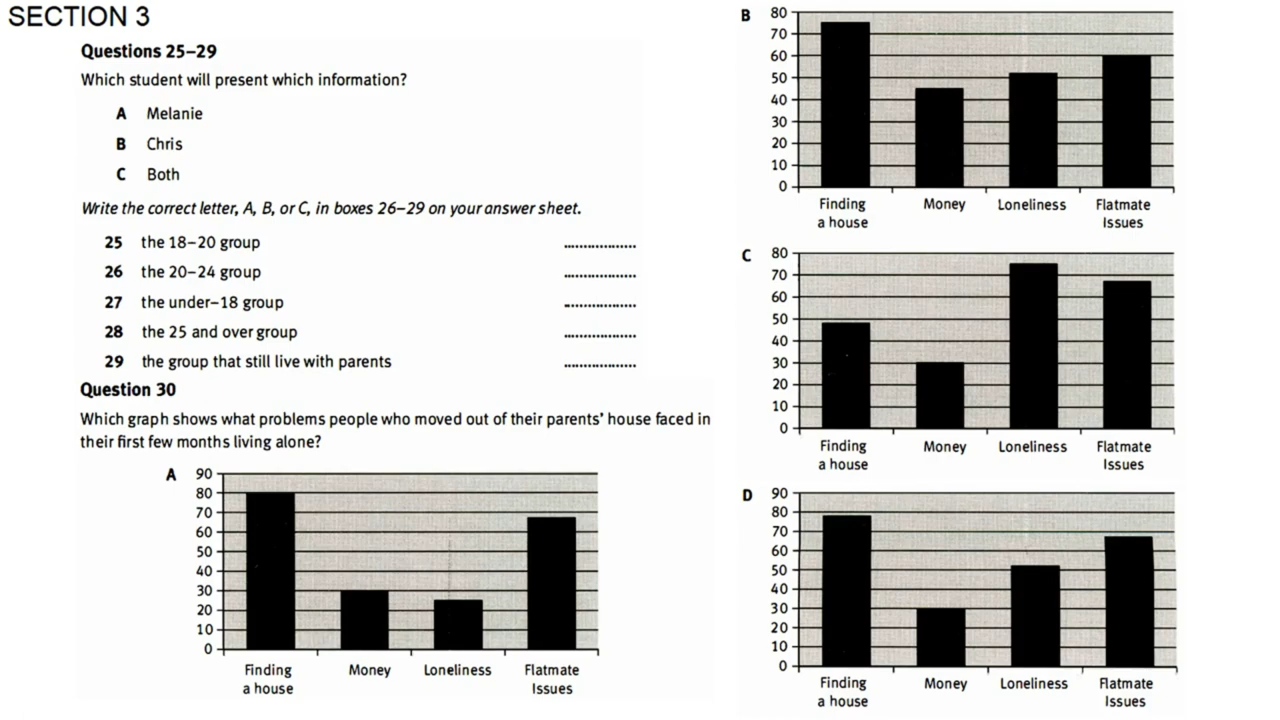 SECTION 3
Questions 25–29
Which student will present which information?
A Melanie
B Chris
C Both
Write the correct letter, A, B, or C, in boxes 26–29 on your answer sheet.
25 the 18–20 group ..................
26 the 20–24 group ..................
27 the under–18 group ..................
28 the 25 and over group ..................
29 the group that still live with parents ..................
Question 30
Which graph shows what problems people who moved out of their parents’ house faced in
their first few months living alone?
A
90
80
70
60
50
40
30
20
10
0
Finding Money Loneliness Flatmate
a house Issues
B
80
70
60
50
40
30
20
10
0
Finding Money Loneliness Flatmate
a house Issues
C
80
70
60
50
40
30
20
10
0
Finding Money Loneliness Flatmate
a house Issues
D
90
80
70
60
50
40
30
20
10
0
Finding Money Loneliness Flatmate
a house Issues